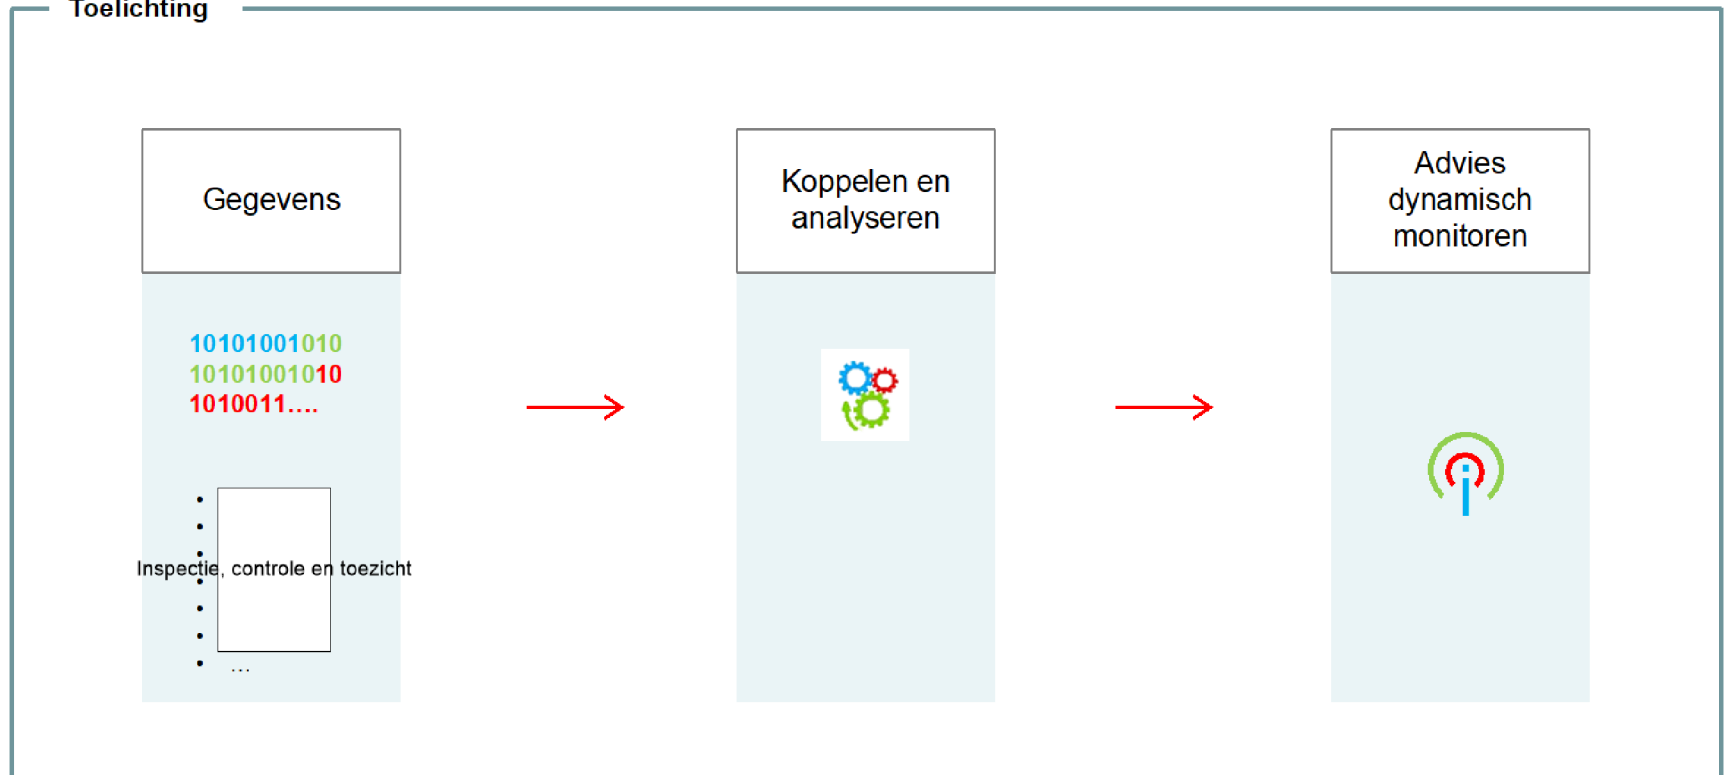 Toelichting
Gegevens
10101001010
10101001010
1010011....
•
•
•
Inspectie, controle en toezicht
•
•
•
• ...
Koppelen en
analyseren
Advies
dynamisch
monitoren
i